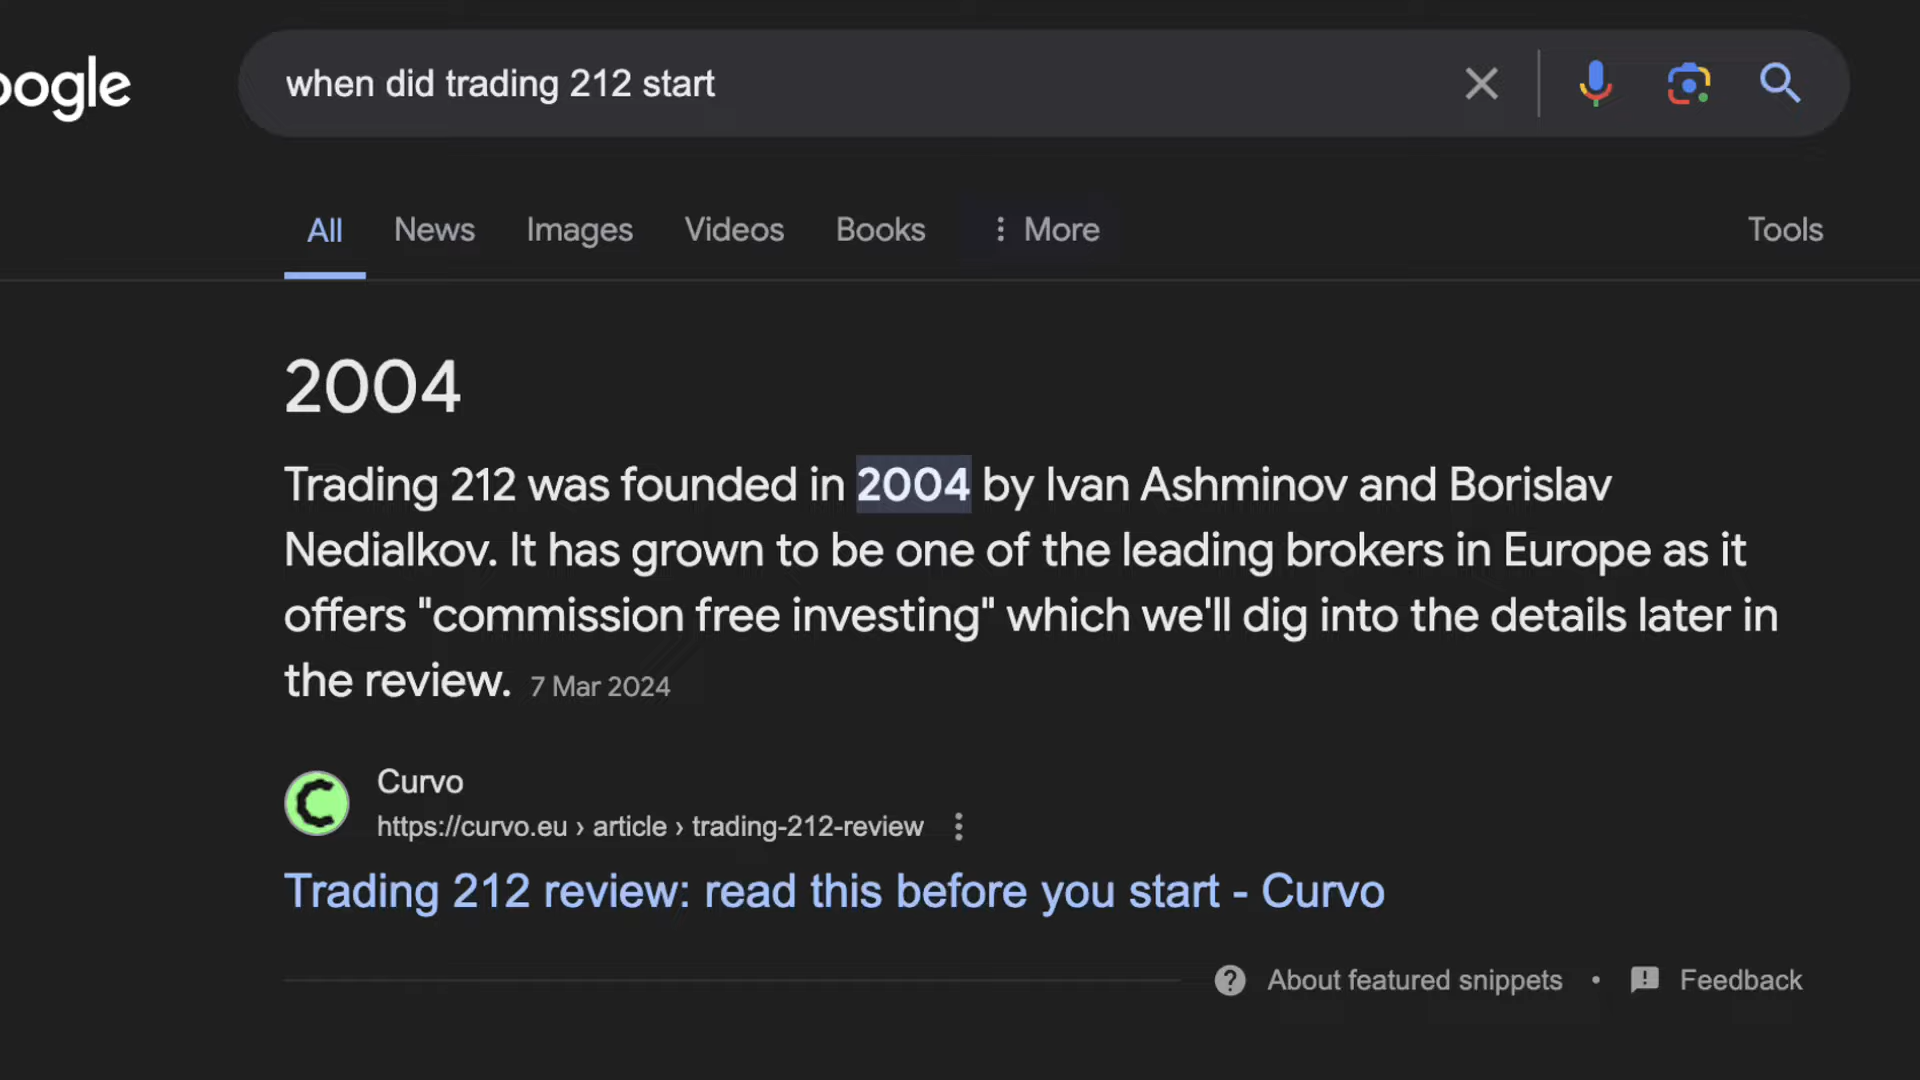 oogle
when did trading 212 start
All News Images Videos Books More Tools
2004
Trading 212 was founded in 2004 by Ivan Ashminov and Borislav
Nedialkov. It has grown to be one of the leading brokers in Europe as it
offers "commission free investing" which we'll dig into the details later in
the review. 7 Mar 2024
Curvo
https://curvo.eu › article › trading-212-review
Trading 212 review: read this before you start - Curvo
About featured snippets • Feedback